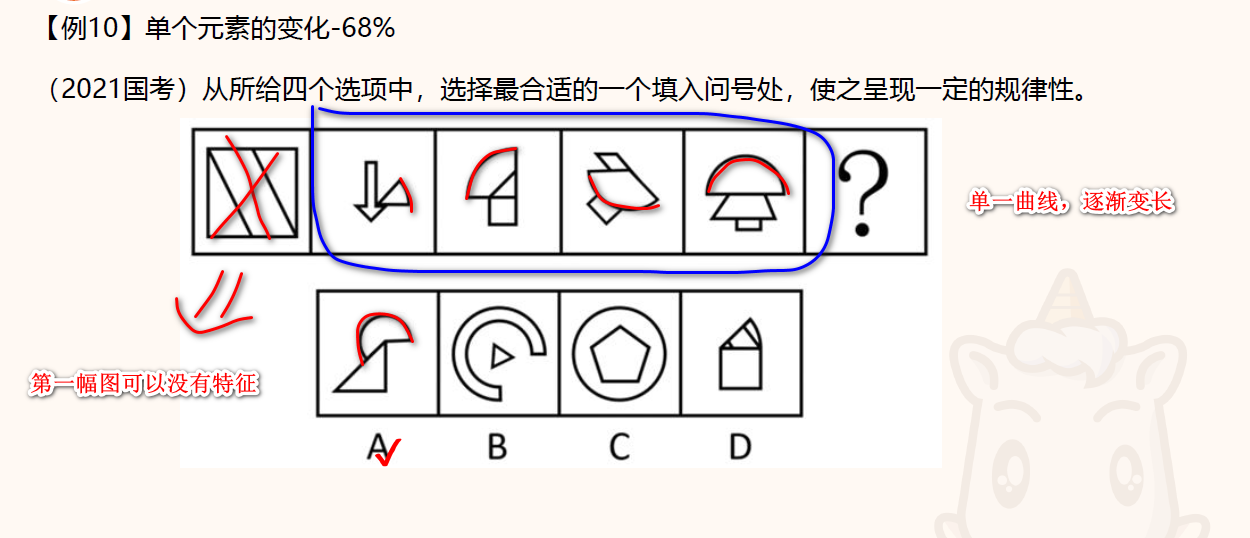 【例10】单个元素的变化-68%
（2021国考）从所给四个选项中，选择最合适的一个填入问号处，使之呈现一定的规律性。
?
单一曲线，逐渐变长
第一幅图可以没有特征
A B C D